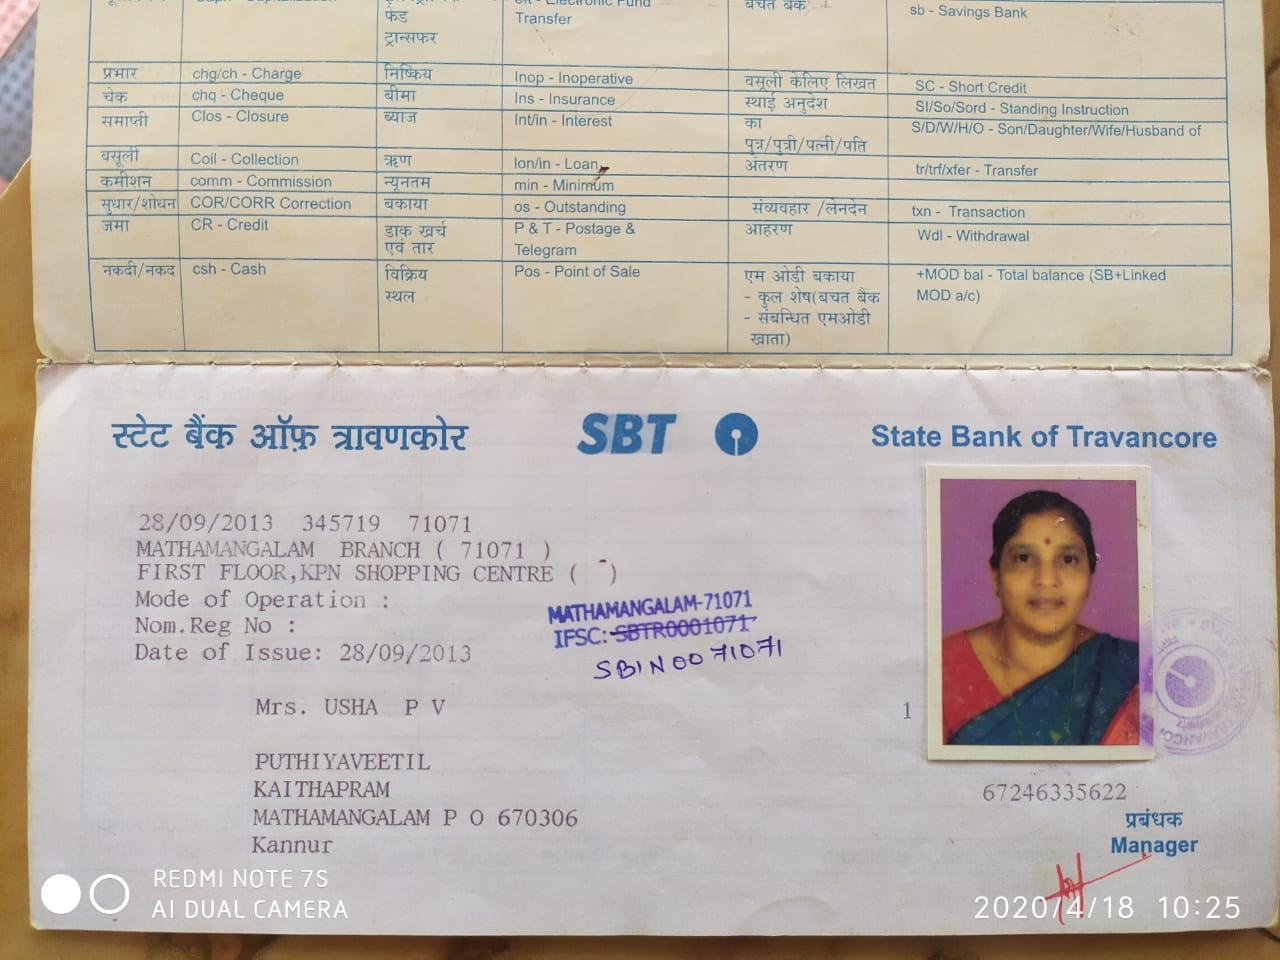 फंड ट्रान्सफर
Electronic Fund Transfer
बचत बैंक
sb - Savings Bank
प्रभार chg/ch - Charge निष्क्रिय Inop - Inoperative वसूली केलिए लिखत SC - Short Credit
चेक chq - Cheque बीमा Ins - Insurance स्थाई अनुदेश SI/So/Sord - Standing Instruction
समाप्ती Clos - Closure ब्याज Int/in - Interest का पुत्र/पुत्री/पत्नी/पति S/D/W/H/O - Son/Daughter/Wife/Husband of
वसूली Coil - Collection ऋण lon/in - Loan अंतरण tr/trf/xfer - Transfer
कमीशन comm - Commission न्यूनतम min - Minimum
सुधार/शोधन COR/CORR Correction बकाया os - Outstanding संव्यवहार /लेनदेन txn - Transaction
जमा CR - Credit डाक खर्च एवं तार P & T - Postage & Telegram आहरण Wdl - Withdrawal
नकदी/नकद csh - Cash विक्रिय स्थल Pos - Point of Sale एम ओडी बकाया - कुल शेष(बचत बैंक - संबन्धित एमओडी खाता) +MOD bal - Total balance (SB+Linked MOD a/c)
स्टेट बैंक ऑफ़ त्रावणकोर SBT State Bank of Travancore
28/09/2013 345719 71071
MATHAMANGALAM BRANCH ( 71071 )
FIRST FLOOR,KPN SHOPPING CENTRE ( - )
Mode of Operation :
Nom.Reg No :
Date of Issue: 28/09/2013
MATHAMANGALAM-71071
IFSC: SBTR0001071
SBIN0071071
Mrs. USHA P V
1
PUTHIYAVEETIL
KAITHAPRAM
MATHAMANGALAM P O 670306
Kannur
67246335622
प्रबंधक
Manager
REDMI NOTE 7S
AI DUAL CAMERA
2020/4/18 10:25